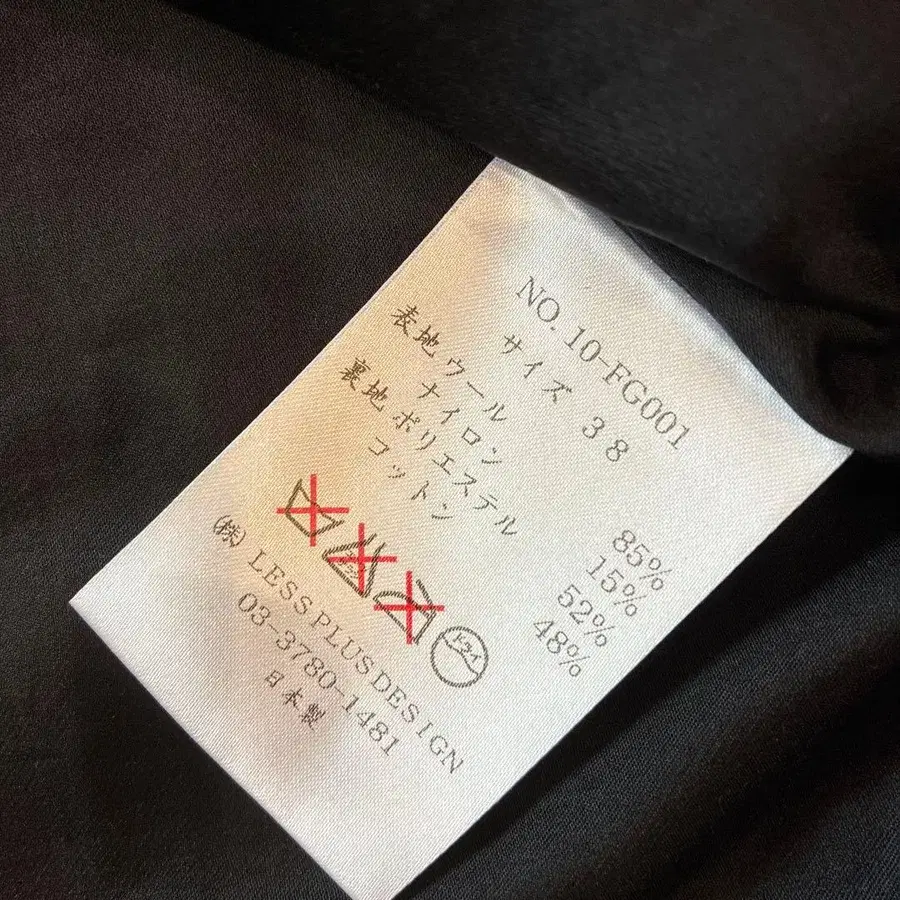 NO. 10-FG001
サイズ 38
表地 ウール 85%
ナイロン 15%
裏地 ポリエステル 52%
コットン 48%
ドライ
(株) LESS PLUS DESIGN
03-3780-1481
日本製